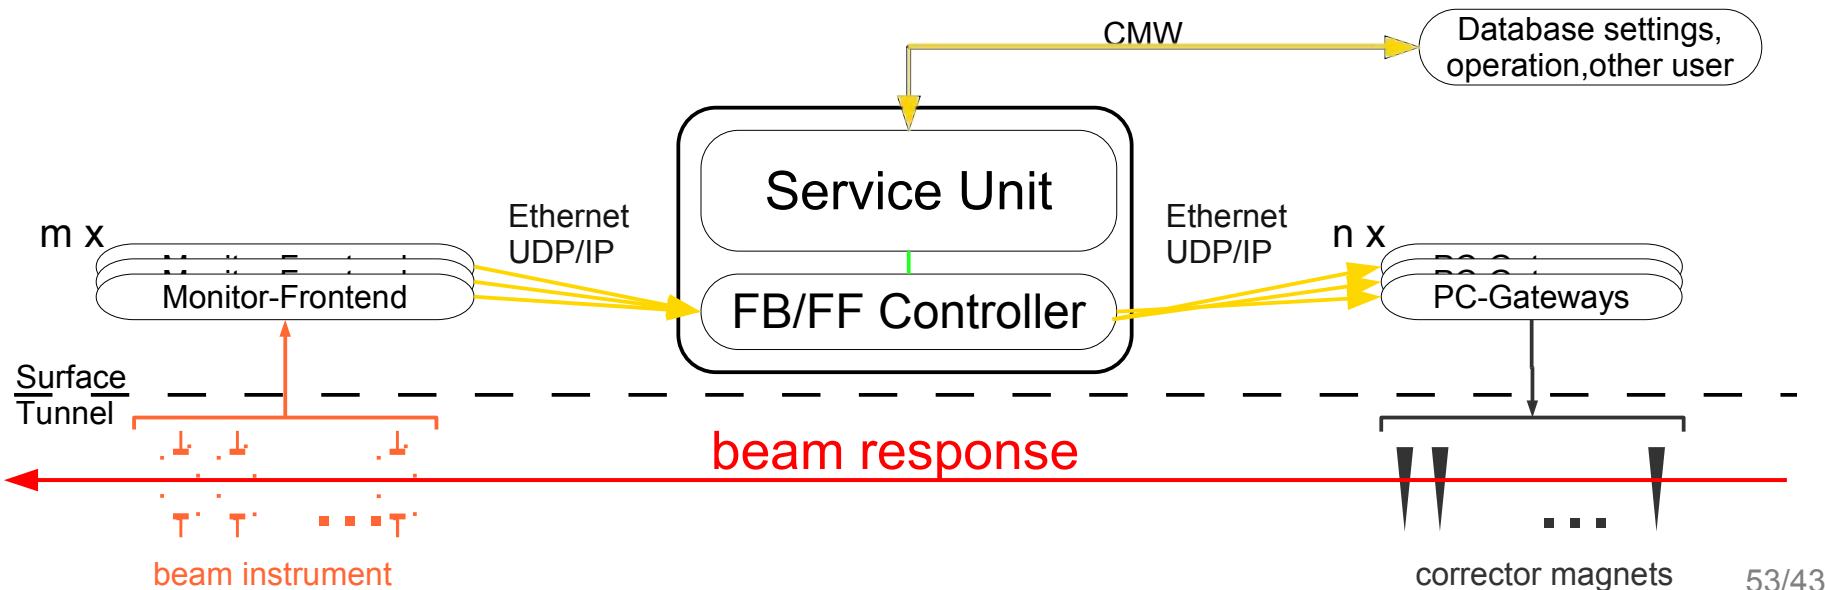 CMW
Database settings,
operation,other user
Service Unit
Ethernet
UDP/IP
Ethernet
UDP/IP
m x
n x
Monitor-Frontend
FB/FF Controller
PC-Gateways
Surface
Tunnel
beam response
beam instrument
corrector magnets
53/43